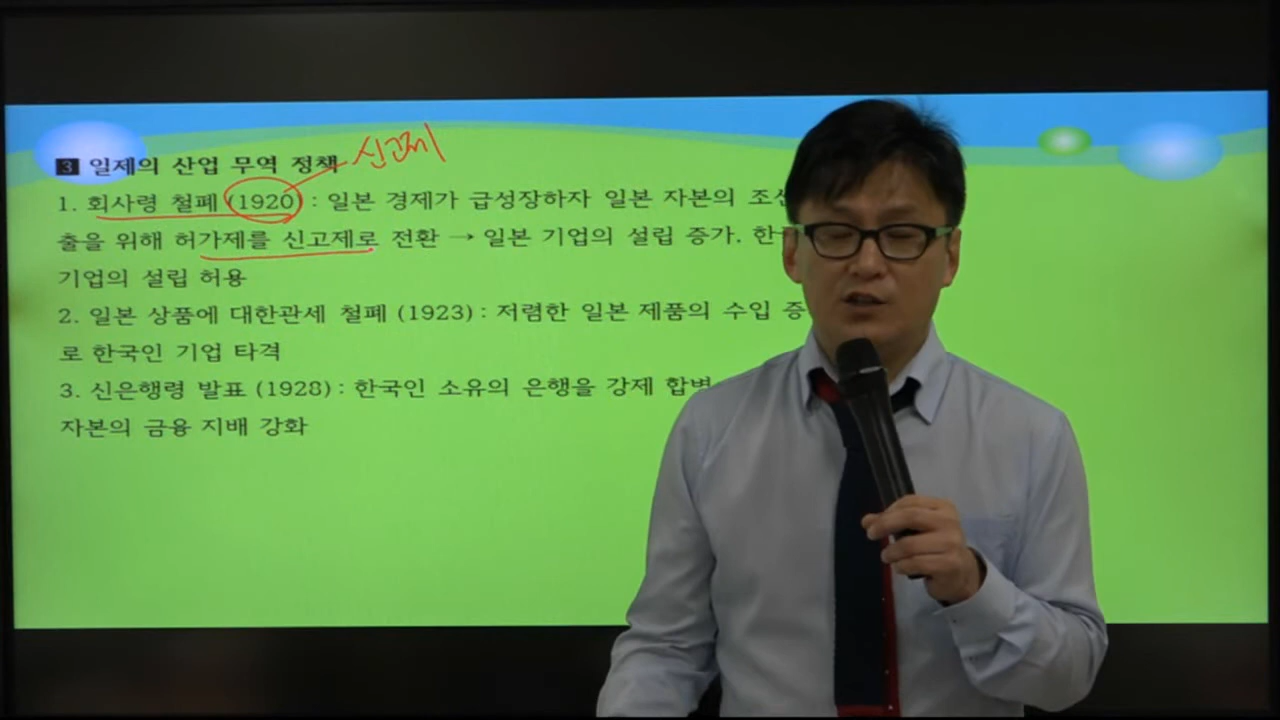 3 일제의 산업 무역 정책
신고제
1. 회사령 철폐 (1920) : 일본 경제가 급성장하자 일본 자본의
출을 위해 허가제를 신고제로 전환 → 일본 기업의 설립 증가.
기업의 설립 허용
2. 일본 상품에 대한관세 철폐 (1923) : 저렴한 일본 제품의 수입
로 한국인 기업 타격
3. 신은행령 발표 (1928) : 한국인 소유의 은행을 강제 합병
자본의 금융 지배 강화